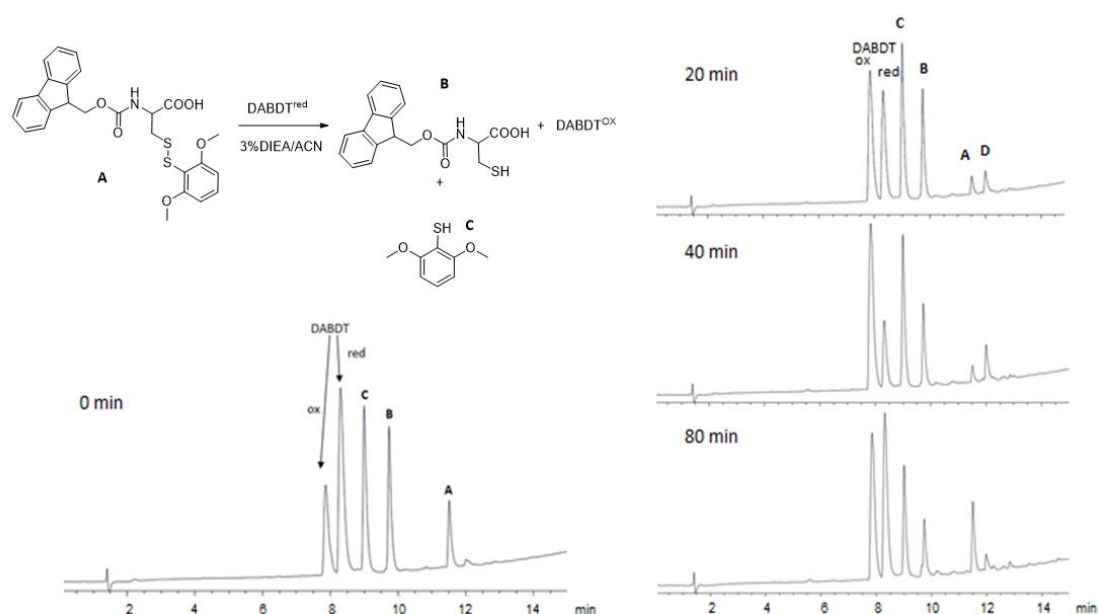 A
O
H
N
O
COOH
S
S
O
O
DABDT^red
3%DIEA/ACN
B
O
H
N
O
COOH
SH
+ DABDT^OX
+
C
SH
O
O
0 min
DABDT
red
ox
C
B
A
2 4 6 8 10 12 14 min
20 min
DABDT
ox
red
C
B
A
D
40 min
80 min
2 4 6 8 10 12 14 min